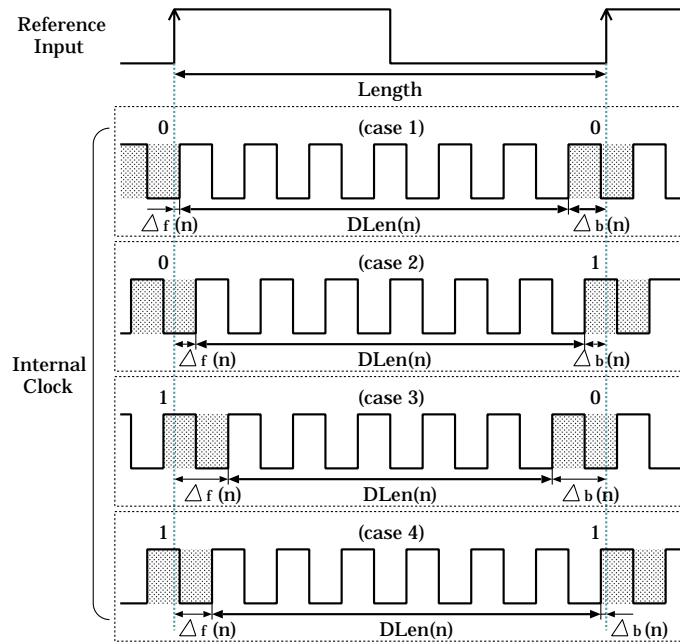 Reference
Input
Length
Internal
Clock
0 (case 1) 0
△f(n) DLen(n) △b(n)
0 (case 2) 1
△f(n) DLen(n) △b(n)
1 (case 3) 0
△f(n) DLen(n) △b(n)
1 (case 4) 1
△f(n) DLen(n) △b(n)